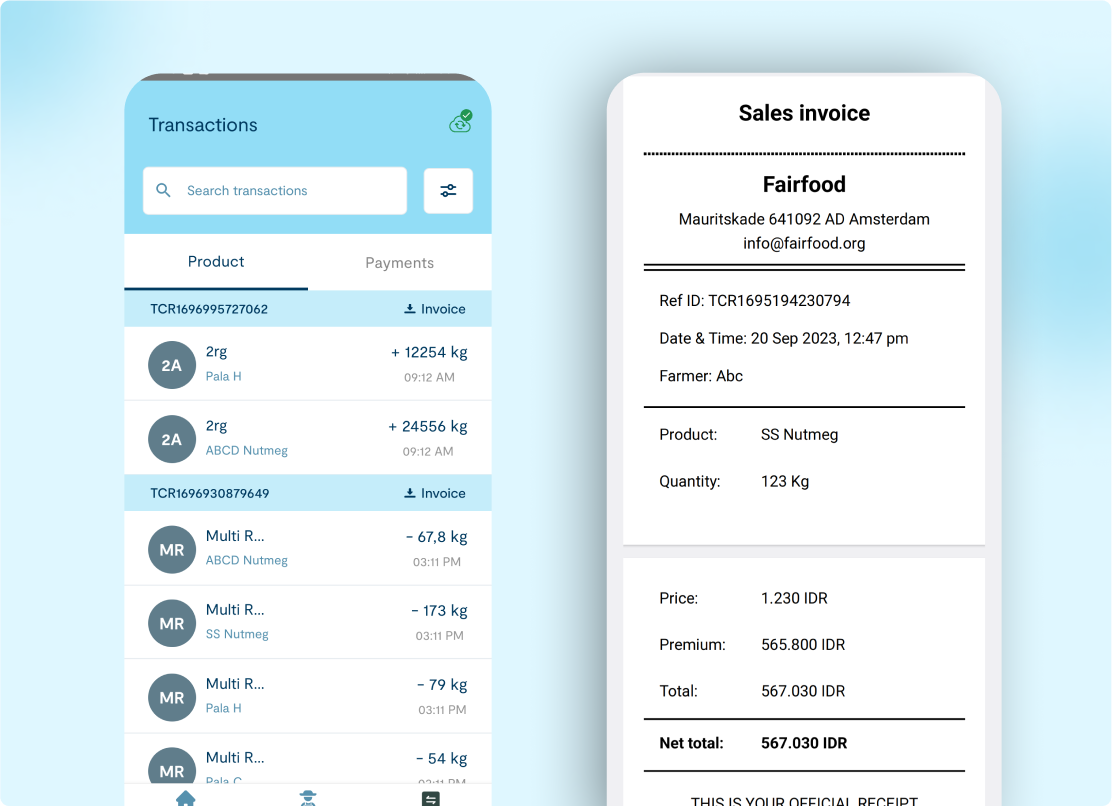 Transactions
Search transactions
Product Payments
TCR1696995727062 Invoice
2A 2rg + 12254 kg
Pala H 09:12 AM
2A 2rg + 24556 kg
ABCD Nutmeg 09:12 AM
TCR1696930879649 Invoice
MR Multi R... - 67,8 kg
ABCD Nutmeg 03:11 PM
MR Multi R... - 173 kg
SS Nutmeg 03:11 PM
MR Multi R... - 79 kg
Pala H 03:11 PM
MR Multi R... - 54 kg
Pala C 03:11 PM
Sales invoice
Fairfood
Mauritskade 641092 AD Amsterdam
info@fairfood.org
Ref ID: TCR1695194230794
Date & Time: 20 Sep 2023, 12:47 pm
Farmer: Abc
Product: SS Nutmeg
Quantity: 123 Kg
Price: 1.230 IDR
Premium: 565.800 IDR
Total: 567.030 IDR
Net total: 567.030 IDR
THIS IS YOUR OFFICIAL RECEIPT